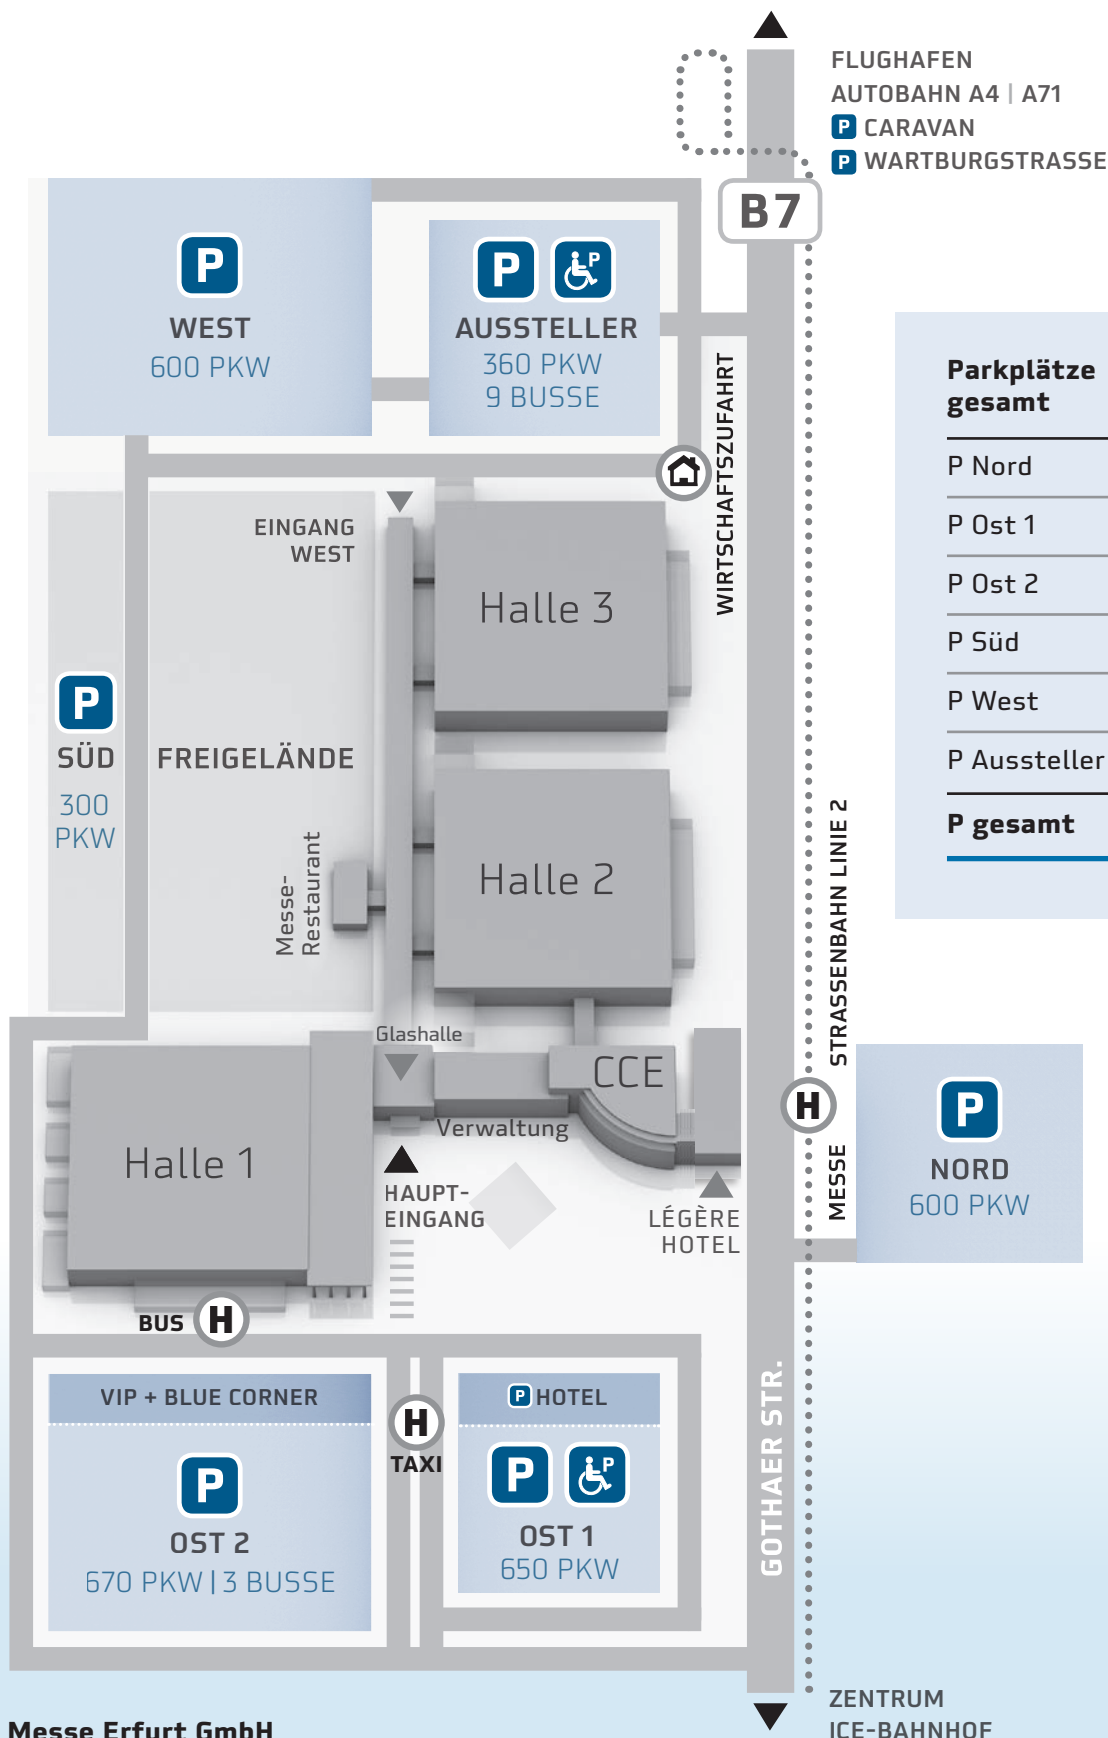 FLUGHAFEN
AUTOBAHN A4 | A71
P CARAVAN
P WARTBURGSTRASSE
B7
P
WEST
600 PKW
P P
AUSSTELLER
360 PKW
9 BUSSE
WIRTSCHAFTSZUFAHRT
Parkplätze
gesamt
P Nord
P Ost 1
P Ost 2
P Süd
P West
P Aussteller
P gesamt
EINGANG
WEST
Halle 3
P
SÜD
300
PKW
FREIGELÄNDE
Messe-
Restaurant
Halle 2
STRASSENBAHN LINIE 2
Glashalle
CCE
H
MESSE
P
NORD
600 PKW
Verwaltung
Halle 1
HAUPT-
EINGANG
LÉGÈRE
HOTEL
BUS H
VIP + BLUE CORNER
P
OST 2
670 PKW | 3 BUSSE
H
TAXI
P HOTEL
P P
OST 1
650 PKW
GOTHAER STR.
ZENTRUM
ICE-BAHNHOF
Messe Erfurt GmbH